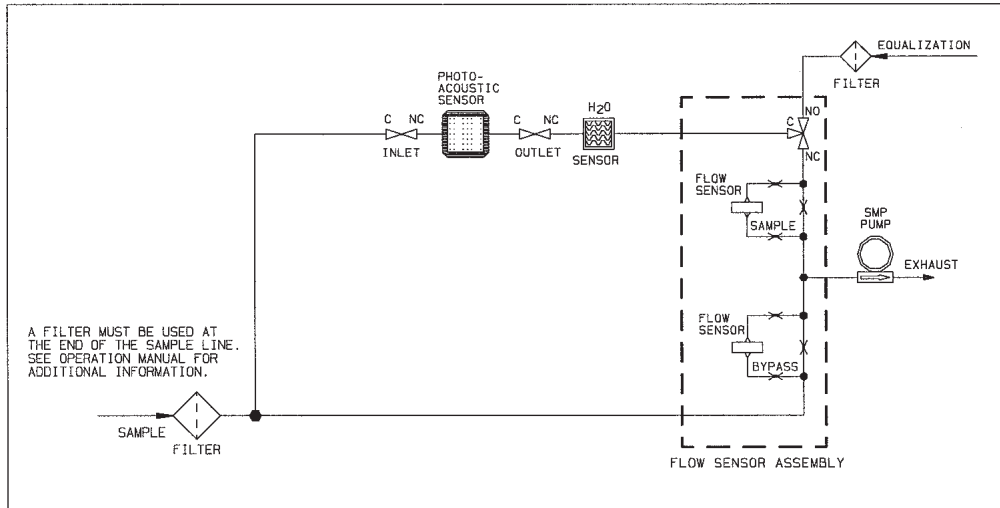 EQUALIZATION
FILTER
PHOTO-
ACOUSTIC
SENSOR
H2O
C NC
INLET
C NC
OUTLET
SENSOR
NO
C
NC
FLOW
SENSOR
SAMPLE
SMP
PUMP
EXHAUST
FLOW
SENSOR
BYPASS
A FILTER MUST BE USED AT
THE END OF THE SAMPLE LINE.
SEE OPERATION MANUAL FOR
ADDITIONAL INFORMATION.
SAMPLE
FILTER
FLOW SENSOR ASSEMBLY